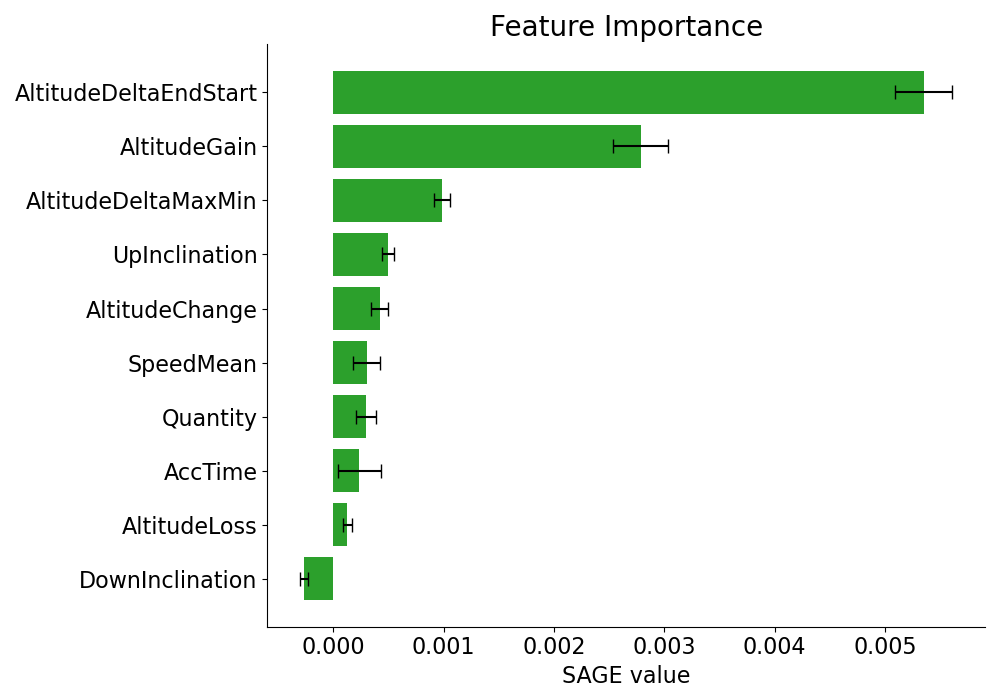 Feature Importance
AltitudeDeltaEndStart
AltitudeGain
AltitudeDeltaMaxMin
UpInclination
AltitudeChange
SpeedMean
Quantity
AccTime
AltitudeLoss
DownInclination
0.000 0.001 0.002 0.003 0.004 0.005
SAGE value